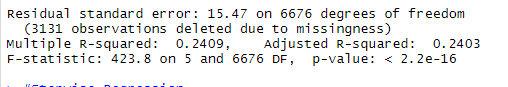 Residual standard error: 15.47 on 6676 degrees of freedom
  (3131 observations deleted due to missingness)
Multiple R-squared:  0.2409,	Adjusted R-squared:  0.2403
F-statistic: 423.8 on 5 and 6676 DF,  p-value: < 2.2e-16